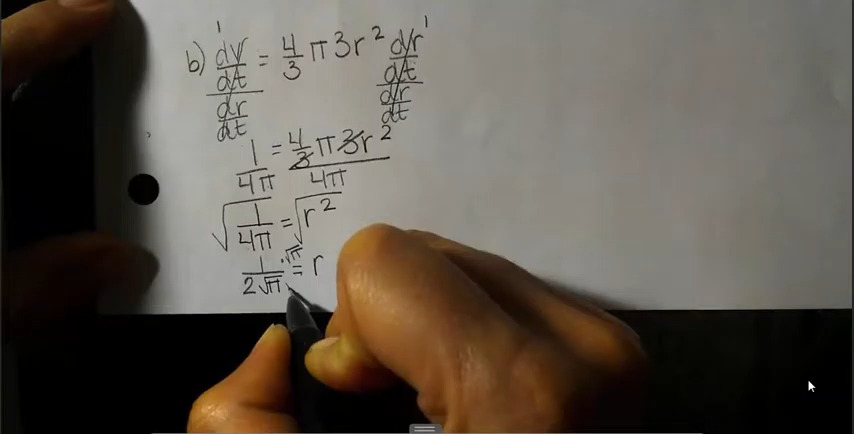 b) dV/dt / dr/dt = 4/3 π 3r² dr/dt / dr/dt
1/4π = 4/3 π 3r² / 4π
√1/4π = √r²
1/2√π · √π = r